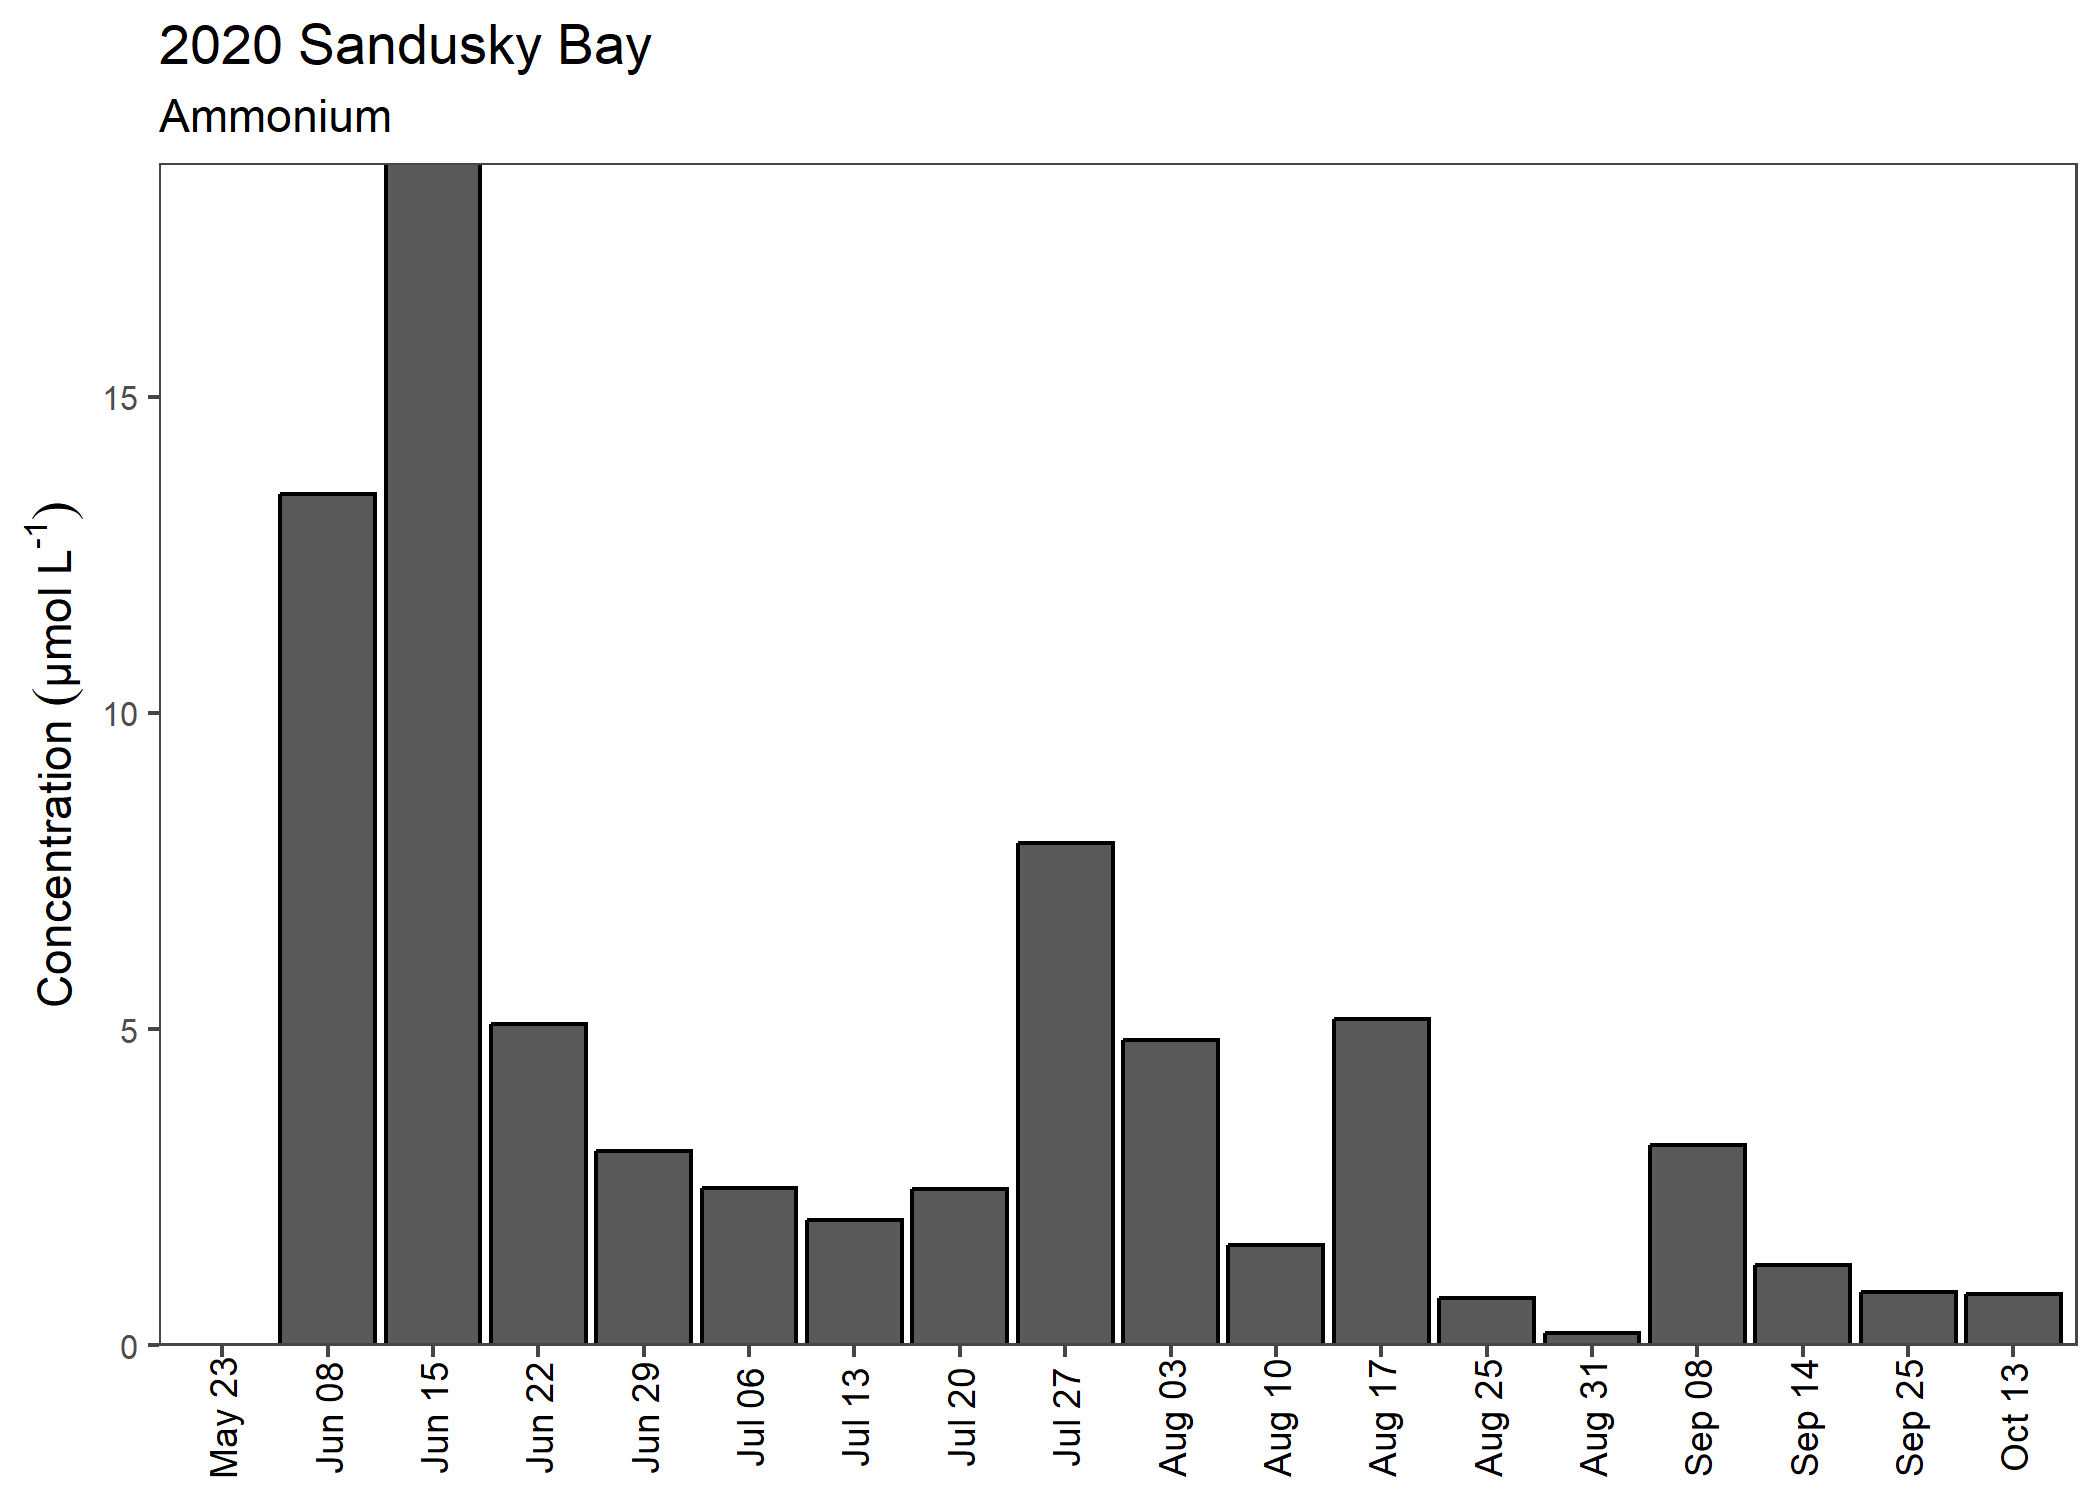 2020 Sandusky Bay
Ammonium
Concentration (µmol L⁻¹)
15
10
5
0
May 23
Jun 08
Jun 15
Jun 22
Jun 29
Jul 06
Jul 13
Jul 20
Jul 27
Aug 03
Aug 10
Aug 17
Aug 25
Aug 31
Sep 08
Sep 14
Sep 25
Oct 13